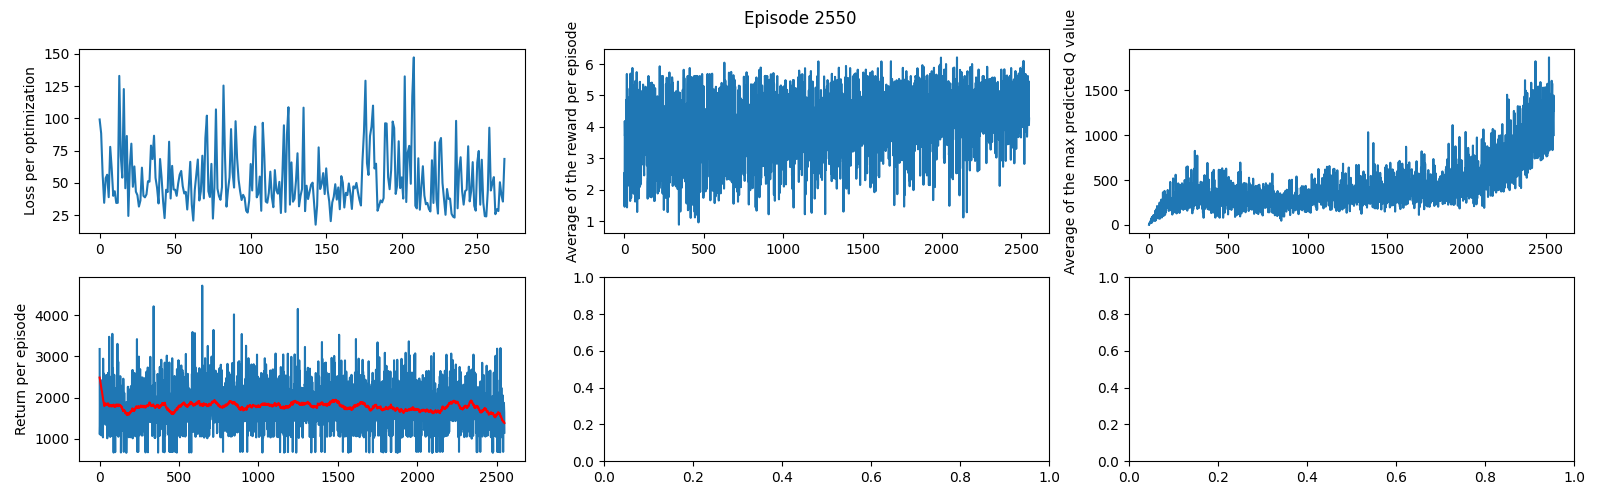 Episode 2550
Loss per optimization
150
125
100
75
50
25
0 50 100 150 200 250
Average of the reward per episode
6
5
4
3
2
1
0 500 1000 1500 2000 2500
Average of the max predicted Q value
1500
1000
500
0
0 500 1000 1500 2000 2500
Return per episode
4000
3000
2000
1000
0 500 1000 1500 2000 2500
1.0
0.8
0.6
0.4
0.2
0.0
0.0 0.2 0.4 0.6 0.8 1.0
1.0
0.8
0.6
0.4
0.2
0.0
0.0 0.2 0.4 0.6 0.8 1.0